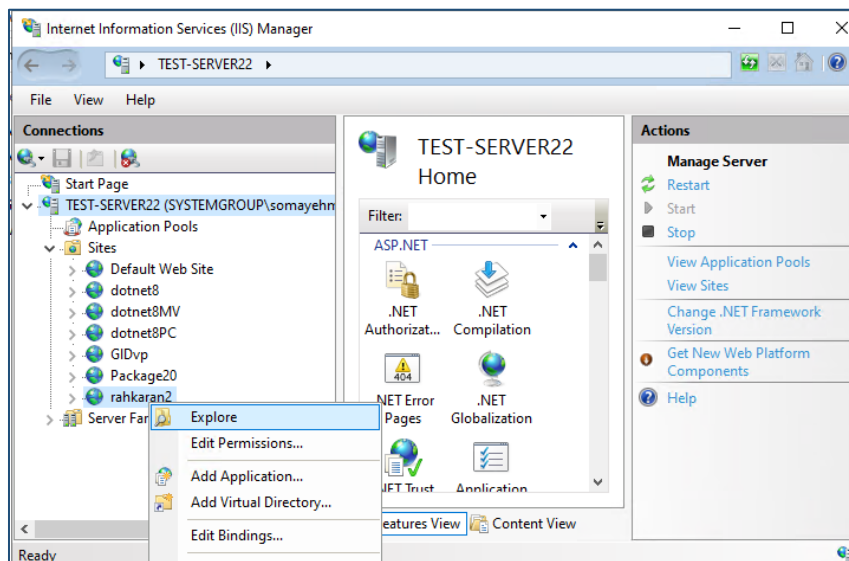 Internet Information Services (IIS) Manager
TEST-SERVER22
File View Help
Connections
Start Page
TEST-SERVER22 (SYSTEMGROUP\somayehm
Application Pools
Sites
Default Web Site
dotnet8
dotnet8MV
dotnet8PC
Package20
rahkaran2
Server Far
Explore
Edit Permissions...
Add Application...
Add Virtual Directory...
Edit Bindings...
Ready
TEST-SERVER22
Home
Filter:
ASP.NET
.NET
Authorizat...
.NET
Compilation
404
.NET Error
Pages
.NET
Globalization
.NET Trust
Application
Features View
Content View
Actions
Manage Server
Restart
Start
Stop
View Application Pools
View Sites
Change .NET Framework
Version
Get New Web Platform
Components
Help